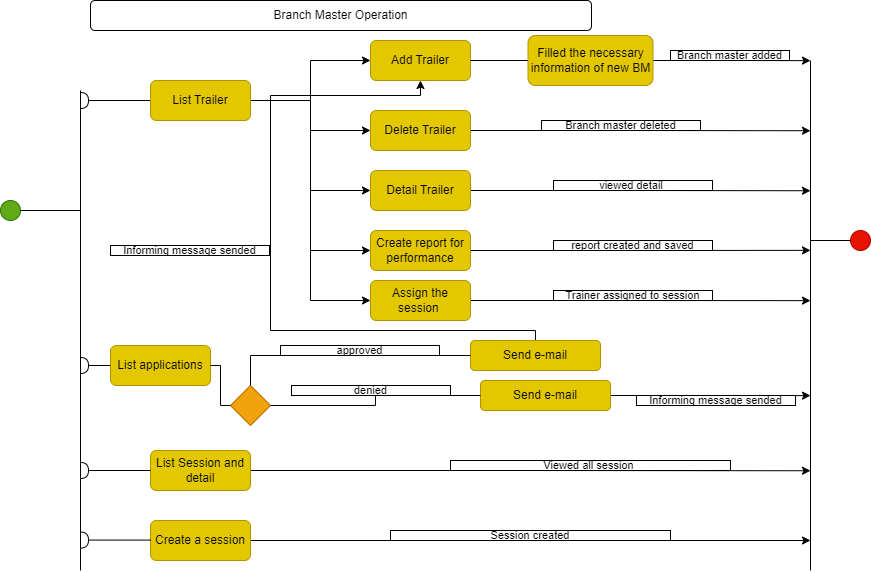 Branch Master Operation
Add Trailer
Filled the necessary
information of new BM
Branch master added
List Trailer
Delete Trailer
Branch master deleted
Detail Trailer
viewed detail
Informing message sended
Create report for
performance
report created and saved
Assign the
session
Trainer assigned to session
List applications
approved
Send e-mail
denied
Send e-mail
Informing message sended
List Session and
detail
Viewed all session
Create a session
Session created